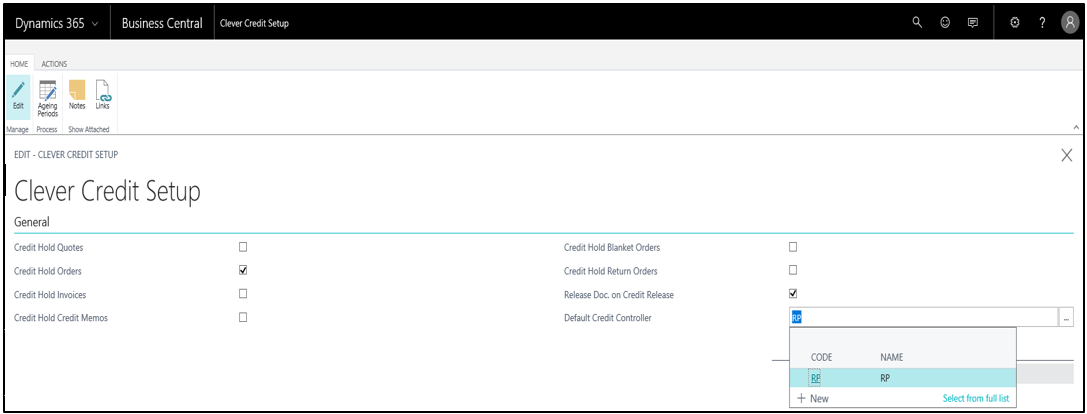 Dynamics 365 Business Central Clever Credit Setup ?
HOME ACTIONS
Edit Ageing Periods Notes Links
Manage Process Show Attached
EDIT - CLEVER CREDIT SETUP
Clever Credit Setup
General
Credit Hold Quotes Credit Hold Blanket Orders
Credit Hold Orders Credit Hold Return Orders
Credit Hold Invoices Release Doc. on Credit Release
Credit Hold Credit Memos Default Credit Controller RP ...
CODE NAME
RP RP
+ New Select from full list